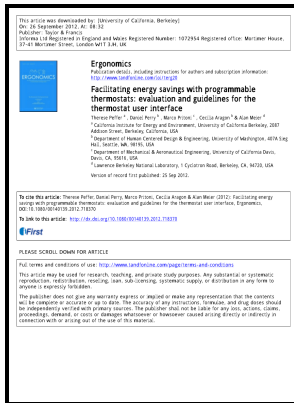 This article was downloaded by: [University of California, Berkeley]
On: 26 September 2012, At: 08:32
Publisher: Taylor & Francis
Informa Ltd Registered in England and Wales Registered Number: 1072954 Registered office: Mortimer House,
37-41 Mortimer Street, London W1T 3JH, UK
ERGONOMICS
Ergonomics
Publication details, including instructions for authors and subscription information:
http://www.tandfonline.com/loi/terg20
Facilitating energy savings with programmable
thermostats: evaluation and guidelines for the
thermostat user interface
Therese Peffer a , Daniel Perry b , Marco Pritoni c , Cecilia Aragon b & Alan Meier d
a California Institute for Energy and Environment, University of California Berkeley, 2087
Addison Street, Berkeley, California, USA
b Department of Human Centered Design & Engineering, University of Washington, 407A Sieg
Hall, Seattle, WA, 98195, USA
c Department of Mechanical & Aeronautical Engineering, University of California Davis,
Davis, CA, 95616, USA
d Lawrence Berkeley National Laboratory, 1 Cyclotron Road, Berkeley, CA, 94720, USA
Version of record first published: 25 Sep 2012.
To cite this article: Therese Peffer, Daniel Perry, Marco Pritoni, Cecilia Aragon & Alan Meier (2012): Facilitating energy
savings with programmable thermostats: evaluation and guidelines for the thermostat user interface, Ergonomics,
DOI:10.1080/00140139.2012.718370
To link to this article: http://dx.doi.org/10.1080/00140139.2012.718370
iFirst
PLEASE SCROLL DOWN FOR ARTICLE
Full terms and conditions of use: http://www.tandfonline.com/page/terms-and-conditions
This article may be used for research, teaching, and private study purposes. Any substantial or systematic
reproduction, redistribution, reselling, loan, sub-licensing, systematic supply, or distribution in any form to
anyone is expressly forbidden.
The publisher does not give any warranty express or implied or make any representation that the contents
will be complete or accurate or up to date. The accuracy of any instructions, formulae, and drug doses should
be independently verified with primary sources. The publisher shall not be liable for any loss, actions, claims,
proceedings, demand, or costs or damages whatsoever or howsoever caused arising directly or indirectly in
connection with or arising out of the use of this material.